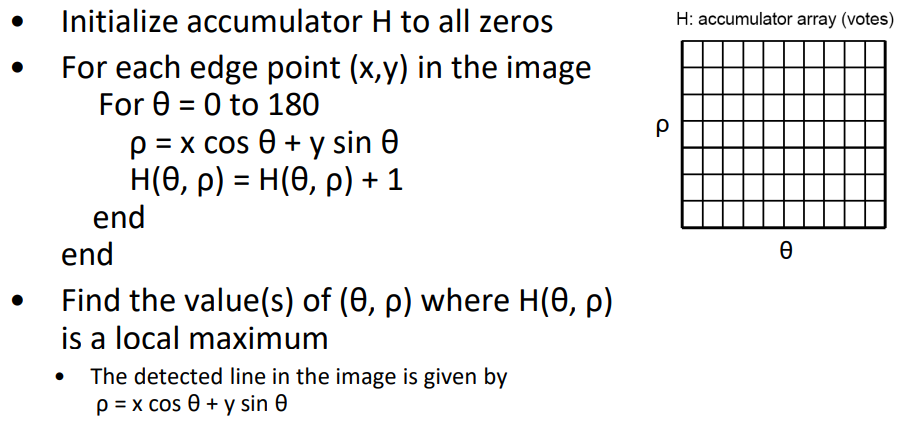 • Initialize accumulator H to all zeros
• For each edge point (x,y) in the image
For θ = 0 to 180
ρ = x cos θ + y sin θ
H(θ, ρ) = H(θ, ρ) + 1
end
end
• Find the value(s) of (θ, ρ) where H(θ, ρ)
is a local maximum
• The detected line in the image is given by
ρ = x cos θ + y sin θ
H: accumulator array (votes)
ρ
θ